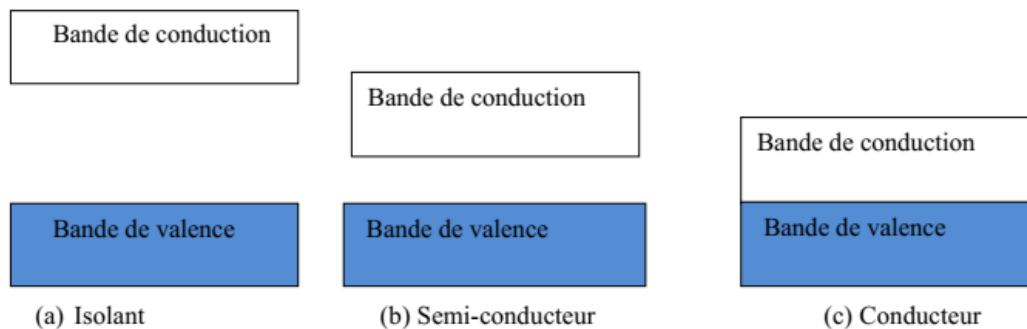 Bande de conduction
Bande de conduction
Bande de conduction
Bande de valence
Bande de valence
Bande de valence
(a) Isolant
(b) Semi-conducteur
(c) Conducteur